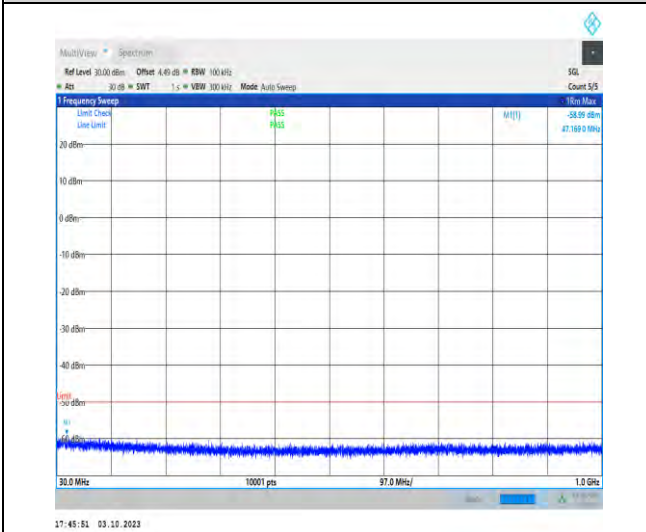 MultiView Spectrum
Ref Level 30.00 dBm Offset 4.49 dB RBW 100 kHz SGL
Att 30 dB SWT 1 s VBW 300 kHz Mode Auto Sweep Count 5/5
1 Frequency Sweep 1Rm Max
Limit Check PASS M1[1] -58.99 dBm
Line Limit PASS 47.169 0 MHz
20 dBm
10 dBm
0 dBm
-10 dBm
-20 dBm
-30 dBm
-40 dBm
Limit
-50 dBm
M1
-60 dBm
30.0 MHz 10001 pts 97.0 MHz/ 1.0 GHz
17:45:51 03.10.2023